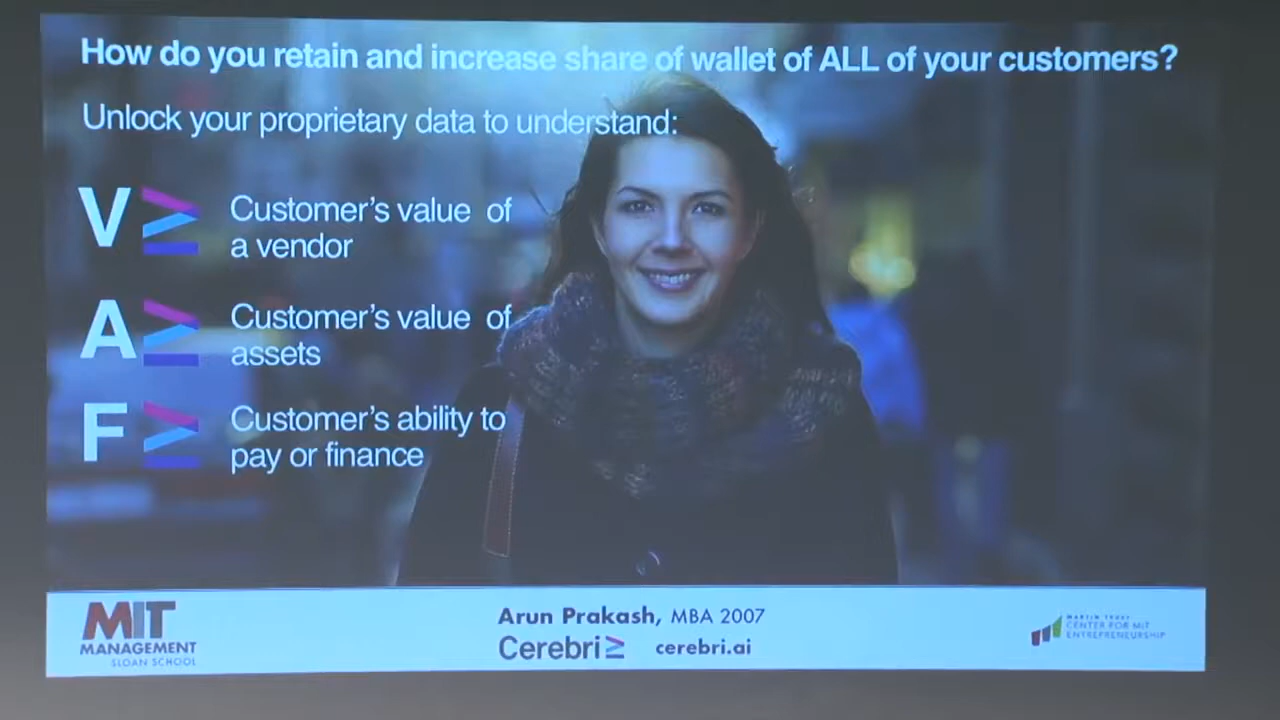 How do you retain and increase share of wallet of ALL of your customers?
Unlock your proprietary data to understand:
V
Customer's value of
a vendor
A
Customer's value of
assets
F
Customer's ability to
pay or finance
MIT
MANAGEMENT
SLOAN SCHOOL
Arun Prakash, MBA 2007
Cerebri
cerebri.ai
MARTIN TRUST
CENTER FOR MIT
ENTREPRENEURSHIP